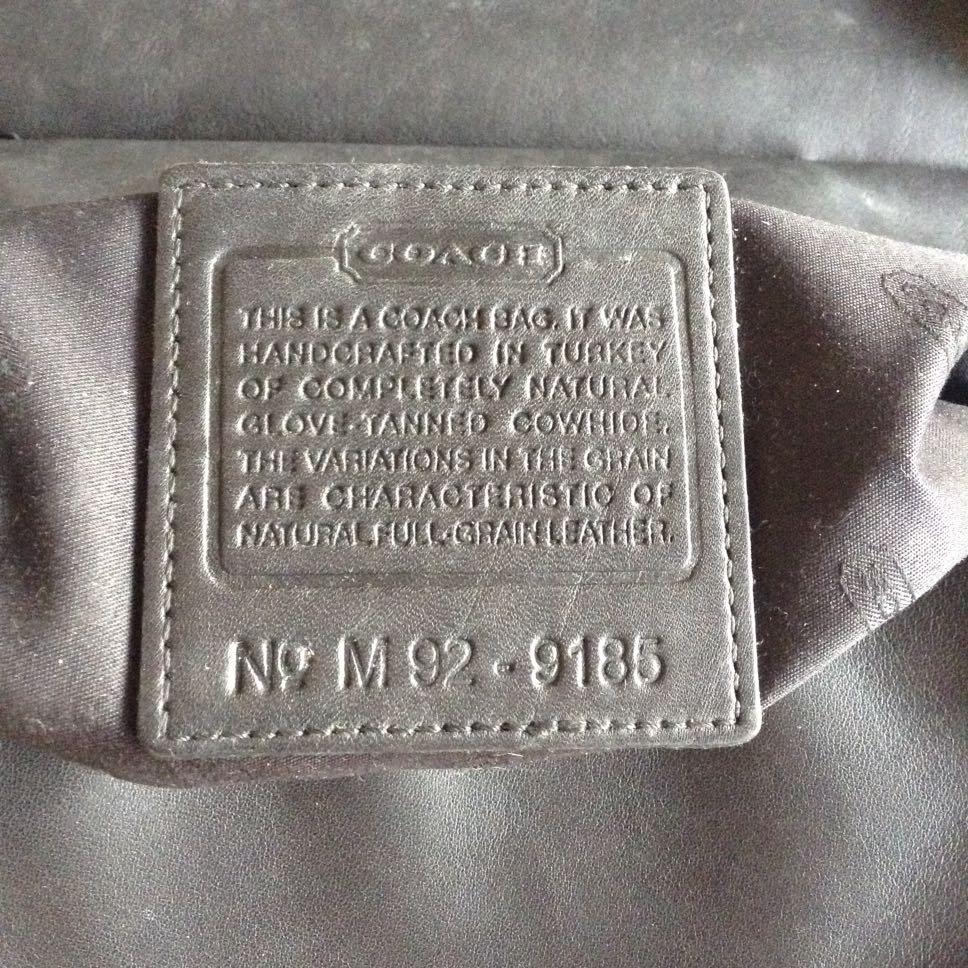 COACH
THIS IS A COACH BAG. IT WAS
HANDCRAFTED IN TURKEY
OF COMPLETELY NATURAL
GLOVE-TANNED COWHIDE.
THE VARIATIONS IN THE GRAIN
ARE CHARACTERISTIC OF
NATURAL FULL-GRAIN LEATHER.
Nº M 92 - 9185